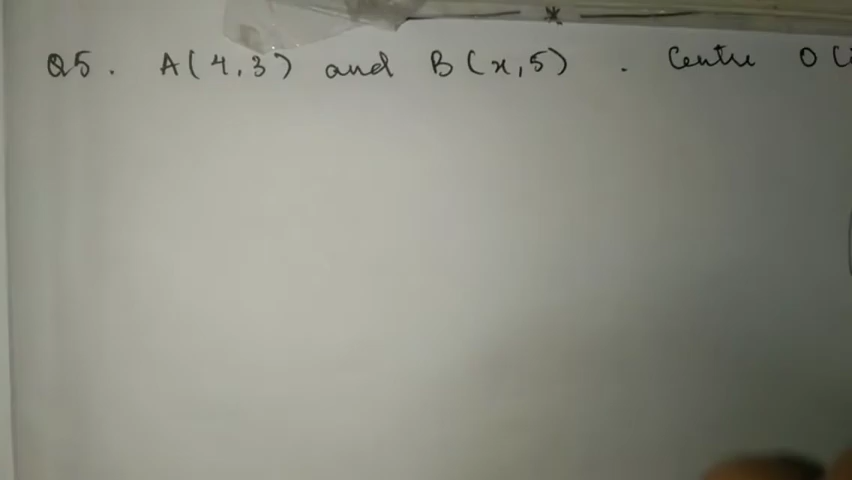 Q5. A(4,3) and B(x,5). Centre O(